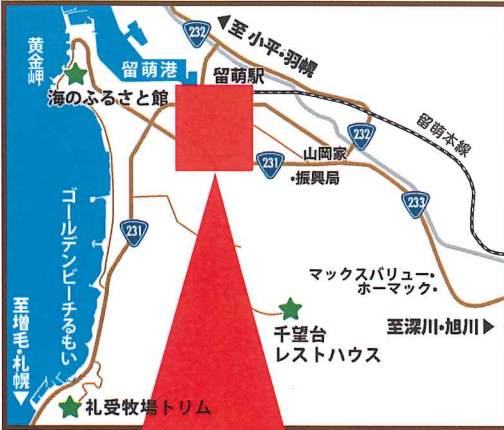 232
◀至 小平・羽幌
黄金岬
留萌港
留萌駅
海のふるさと館
232
留萌本線
山岡家
231
・振興局
233
231
ゴールデンビーチるもい
マックスバリュー・
ホーマック・
千望台
レストハウス
至深川・旭川▶
至増毛・札幌▼
礼受牧場トリム